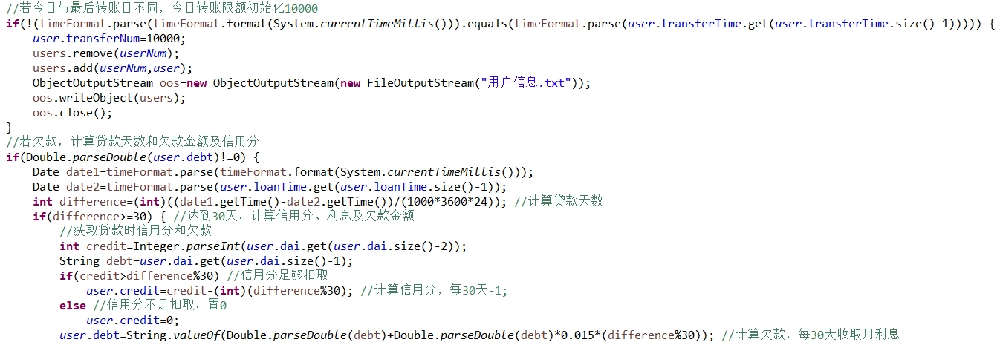 //若今日与最后转账日不同，今日转账限额初始化10000
if(!(timeFormat.parse(timeFormat.format(System.currentTimeMillis())).equals(timeFormat.parse(user.transferTime.get(user.transferTime.size()-1))))) {
    user.transferNum=10000;
    users.remove(userNum);
    users.add(userNum,user);
    ObjectOutputStream oos=new ObjectOutputStream(new FileOutputStream("用户信息.txt"));
    oos.writeObject(users);
    oos.close();
}
//若欠款，计算贷款天数和欠款金额及信用分
if(Double.parseDouble(user.debt)!=0) {
    Date date1=timeFormat.parse(timeFormat.format(System.currentTimeMillis()));
    Date date2=timeFormat.parse(user.loanTime.get(user.loanTime.size()-1));
    int difference=(int)((date1.getTime()-date2.getTime())/(1000*3600*24)); //计算贷款天数
    if(difference>=30) { //达到30天，计算信用分、利息及欠款金额
        //获取贷款时信用分和欠款
        int credit=Integer.parseInt(user.dai.get(user.dai.size()-2));
        String debt=user.dai.get(user.dai.size()-1);
        if(credit>difference%30) //信用分足够扣取
            user.credit=credit-(int)(difference%30); //计算信用分，每30天-1;
        else //信用分不足扣取，置0
            user.credit=0;
        user.debt=String.valueOf(Double.parseDouble(debt)+Double.parseDouble(debt)*0.015*(difference%30)); //计算欠款，每30天收取月利息